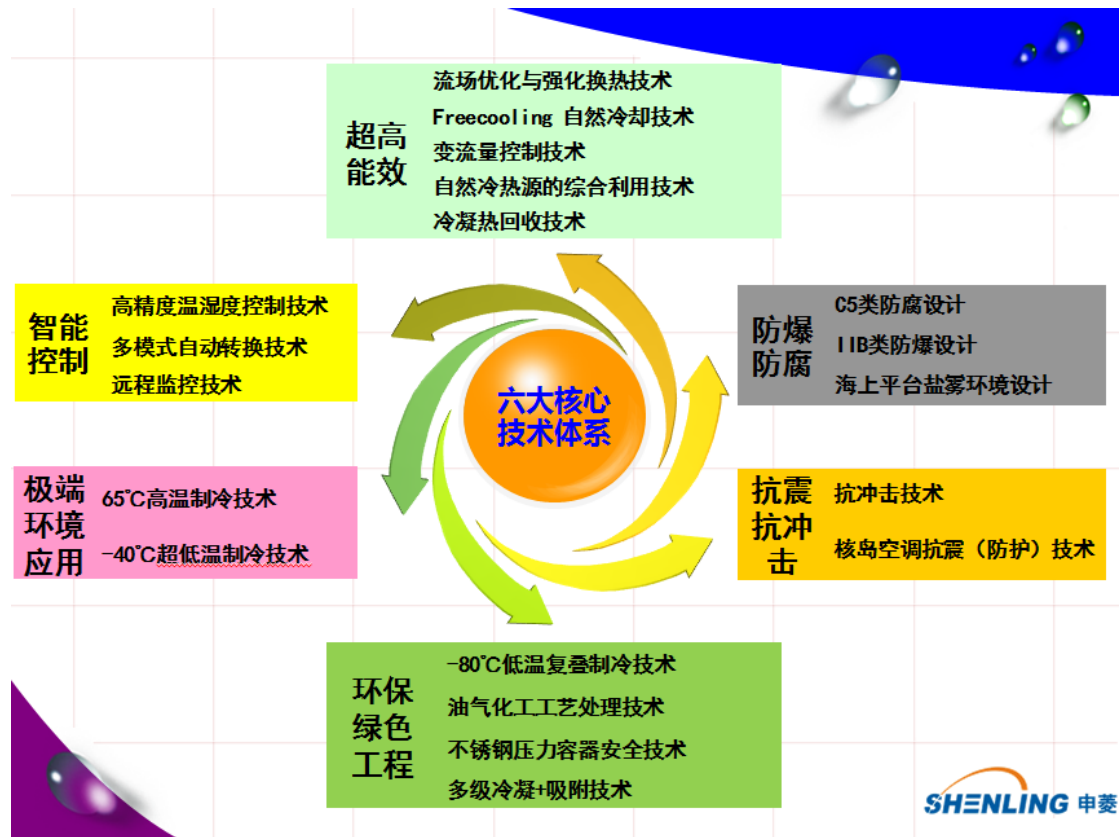 超高
能效
流场优化与强化换热技术
Freecooling 自然冷却技术
变流量控制技术
自然冷热源的综合利用技术
冷凝热回收技术
智能
控制
高精度温湿度控制技术
多模式自动转换技术
远程监控技术
防爆
防腐
C5类防腐设计
IIB类防爆设计
海上平台盐雾环境设计
六大核心
技术体系
极端
环境
应用
65℃高温制冷技术
-40℃超低温制冷技术
抗震
抗冲
击
抗冲击技术
核岛空调抗震（防护）技术
环保
绿色
工程
-80℃低温复叠制冷技术
油气化工工艺处理技术
不锈钢压力容器安全技术
多级冷凝+吸附技术
SHENLING 申菱